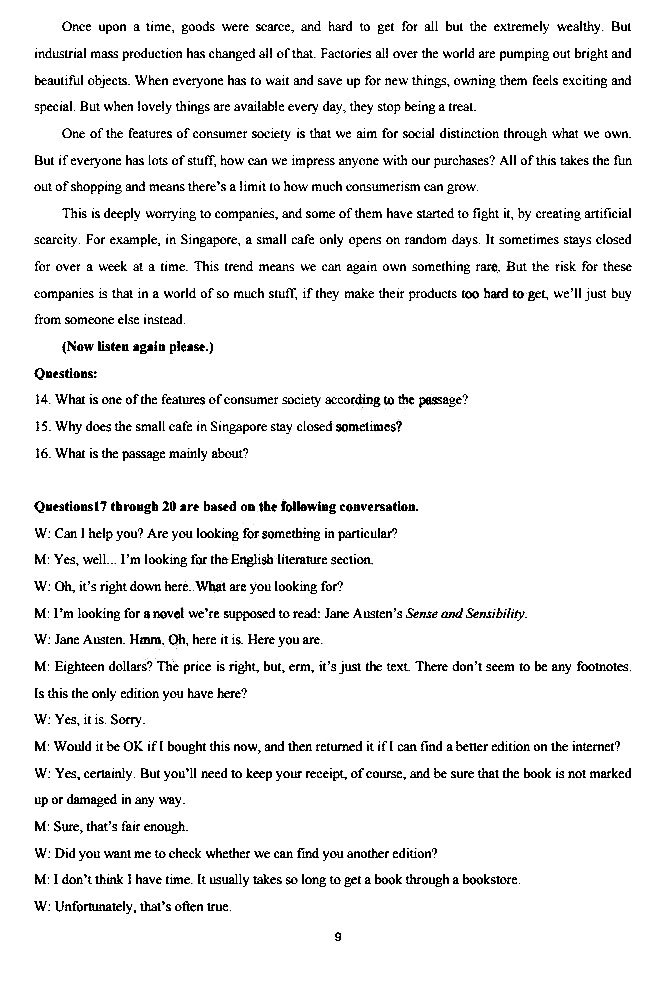 Once upon a time, goods were scarce, and hard to get for all but the extremely wealthy. But
industrial mass production has changed all of that. Factories all over the world are pumping out bright and
beautiful objects. When everyone has to wait and save up for new things, owning them feels exciting and
special. But when lovely things are available every day, they stop being a treat.
One of the features of consumer society is that we aim for social distinction through what we own.
But if everyone has lots of stuff, how can we impress anyone with our purchases? All of this takes the fun
out of shopping and means there's a limit to how much consumerism can grow.
This is deeply worrying to companies, and some of them have started to fight it, by creating artificial
scarcity. For example, in Singapore, a small cafe only opens on random days. It sometimes stays closed
for over a week at a time. This trend means we can again own something rare. But the risk for these
companies is that in a world of so much stuff, if they make their products too hard to get, we'll just buy
from someone else instead.
(Now listen again please.)
Questions:
14. What is one of the features of consumer society according to the passage?
15. Why does the small cafe in Singapore stay closed sometimes?
16. What is the passage mainly about?
Questions17 through 20 are based on the following conversation.
W: Can I help you? Are you looking for something in particular?
M: Yes, well... I'm looking for the English literature section.
W: Oh, it's right down here. What are you looking for?
M: I'm looking for a novel we're supposed to read: Jane Austen's Sense and Sensibility.
W: Jane Austen. Hmm, Oh, here it is. Here you are.
M: Eighteen dollars? The price is right, but, erm, it's just the text. There don't seem to be any footnotes.
Is this the only edition you have here?
W: Yes, it is. Sorry.
M: Would it be OK if I bought this now, and then returned it if I can find a better edition on the internet?
W: Yes, certainly. But you'll need to keep your receipt, of course, and be sure that the book is not marked
up or damaged in any way.
M: Sure, that's fair enough.
W: Did you want me to check whether we can find you another edition?
M: I don't think I have time. It usually takes so long to get a book through a bookstore.
W: Unfortunately, that's often true.
9